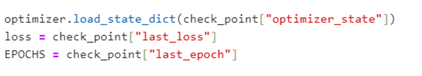 optimizer.load_state_dict(check_point["optimizer_state"])
loss = check_point["last_loss"]
EPOCHS = check_point["last_epoch"]